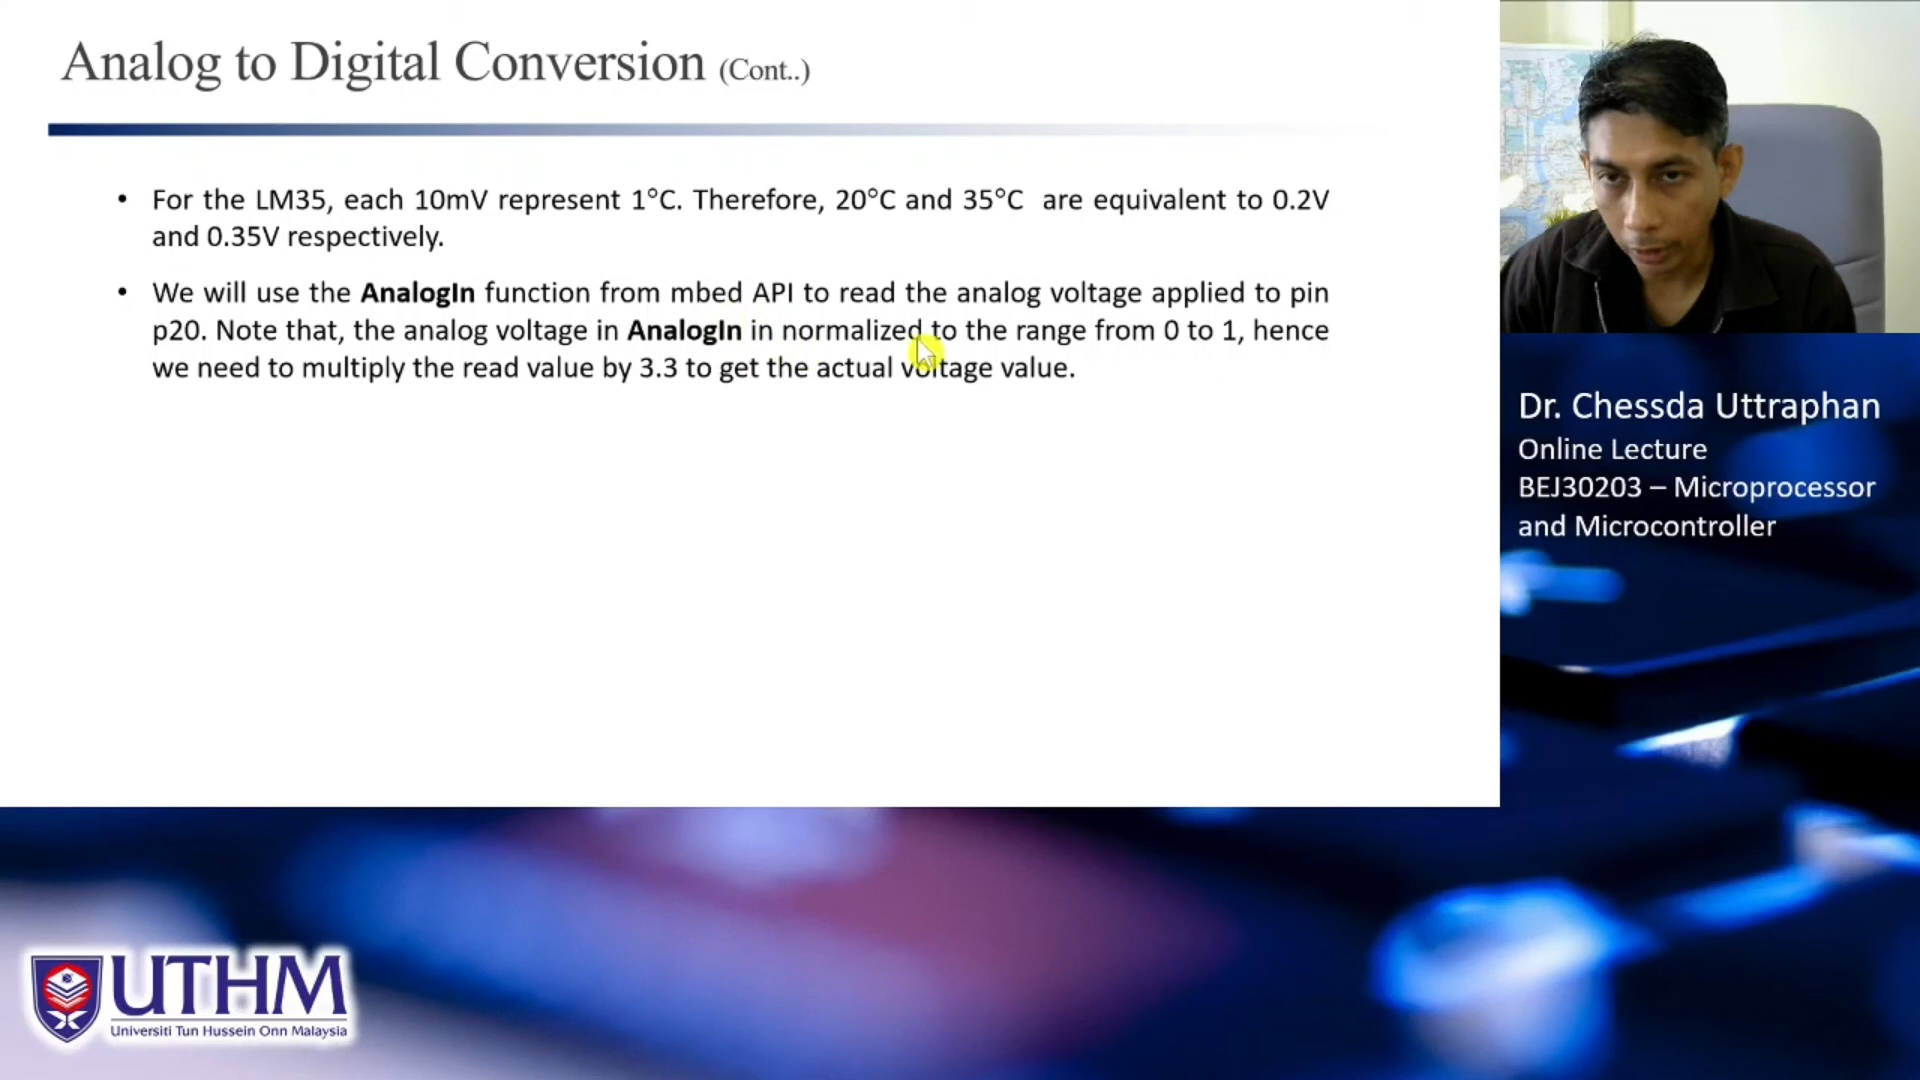 Analog to Digital Conversion (Cont..)
• For the LM35, each 10mV represent 1°C. Therefore, 20°C and 35°C are equivalent to 0.2V
and 0.35V respectively.
• We will use the AnalogIn function from mbed API to read the analog voltage applied to pin
p20. Note that, the analog voltage in AnalogIn in normalized to the range from 0 to 1, hence
we need to multiply the read value by 3.3 to get the actual voltage value.
Dr. Chessda Uttraphan
Online Lecture
BEJ30203 – Microprocessor
and Microcontroller
UTHM
Universiti Tun Hussein Onn Malaysia